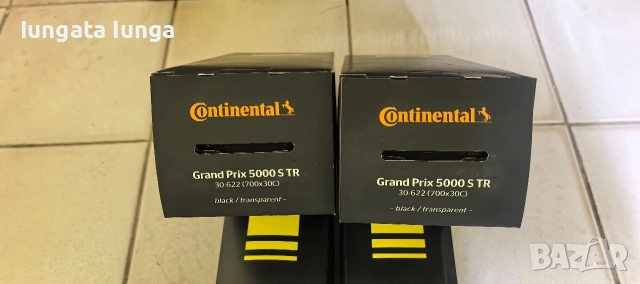 lungata lunga
Continental
Grand Prix 5000 S TR
30-622 (700x30C)
- black / transparent -
Continental
Grand Prix 5000 S TR
30-622 (700x30C)
- black / transparent -
BAZAR